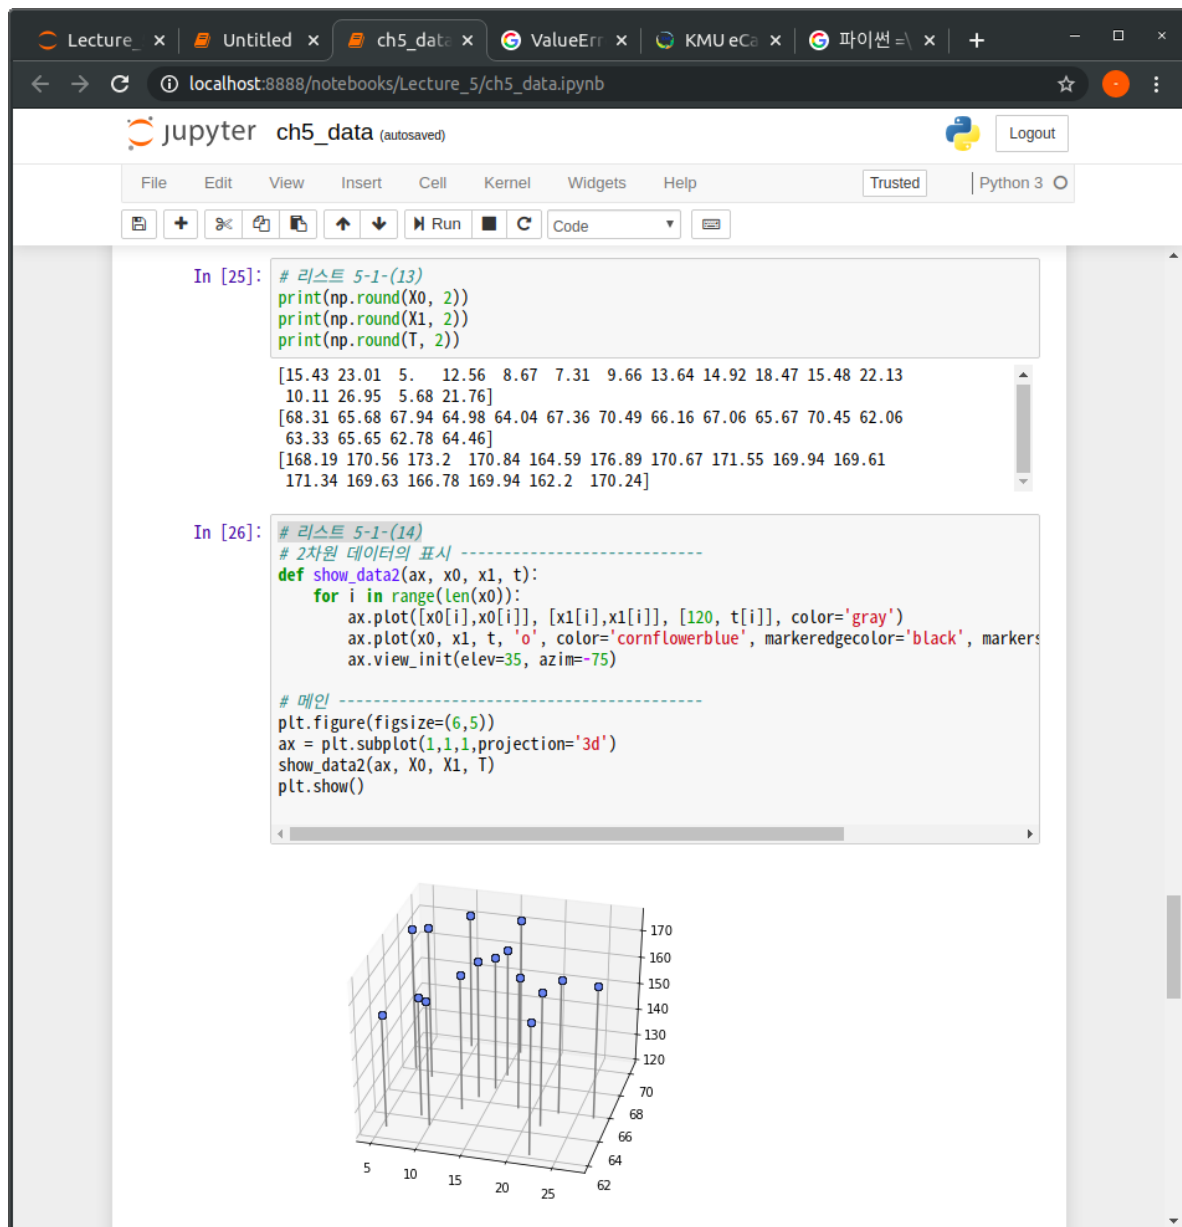 Lecture_
Untitled
ch5_data
ValueErr
KMU eCa
파이썬 =\
localhost:8888/notebooks/Lecture_5/ch5_data.ipynb
jupyter ch5_data (autosaved)
Logout
File Edit View Insert Cell Kernel Widgets Help
Trusted
Python 3
Run
Code
In [25]:
# 리스트 5-1-(13)
print(np.round(X0, 2))
print(np.round(X1, 2))
print(np.round(T, 2))
[15.43 23.01  5.   12.56  8.67  7.31  9.66 13.64 14.92 18.47 15.48 22.13
 10.11 26.95  5.68 21.76]
[68.31 65.68 67.94 64.98 64.04 67.36 70.49 66.16 67.06 65.67 70.45 62.06
 63.33 65.65 62.78 64.46]
[168.19 170.56 173.2  170.84 164.59 176.89 170.67 171.55 169.94 169.61
 171.34 169.63 166.78 169.94 162.2  170.24]
In [26]:
# 리스트 5-1-(14)
# 2차원 데이터의 표시 ----------------------------
def show_data2(ax, x0, x1, t):
    for i in range(len(x0)):
        ax.plot([x0[i],x0[i]], [x1[i],x1[i]], [120, t[i]], color='gray')
        ax.plot(x0, x1, t, 'o', color='cornflowerblue', markeredgecolor='black', markers
        ax.view_init(elev=35, azim=-75)
# 메인 ------------------------------------------
plt.figure(figsize=(6,5))
ax = plt.subplot(1,1,1,projection='3d')
show_data2(ax, X0, X1, T)
plt.show()
170
160
150
140
130
120
70
68
66
64
62
5
10
15
20
25